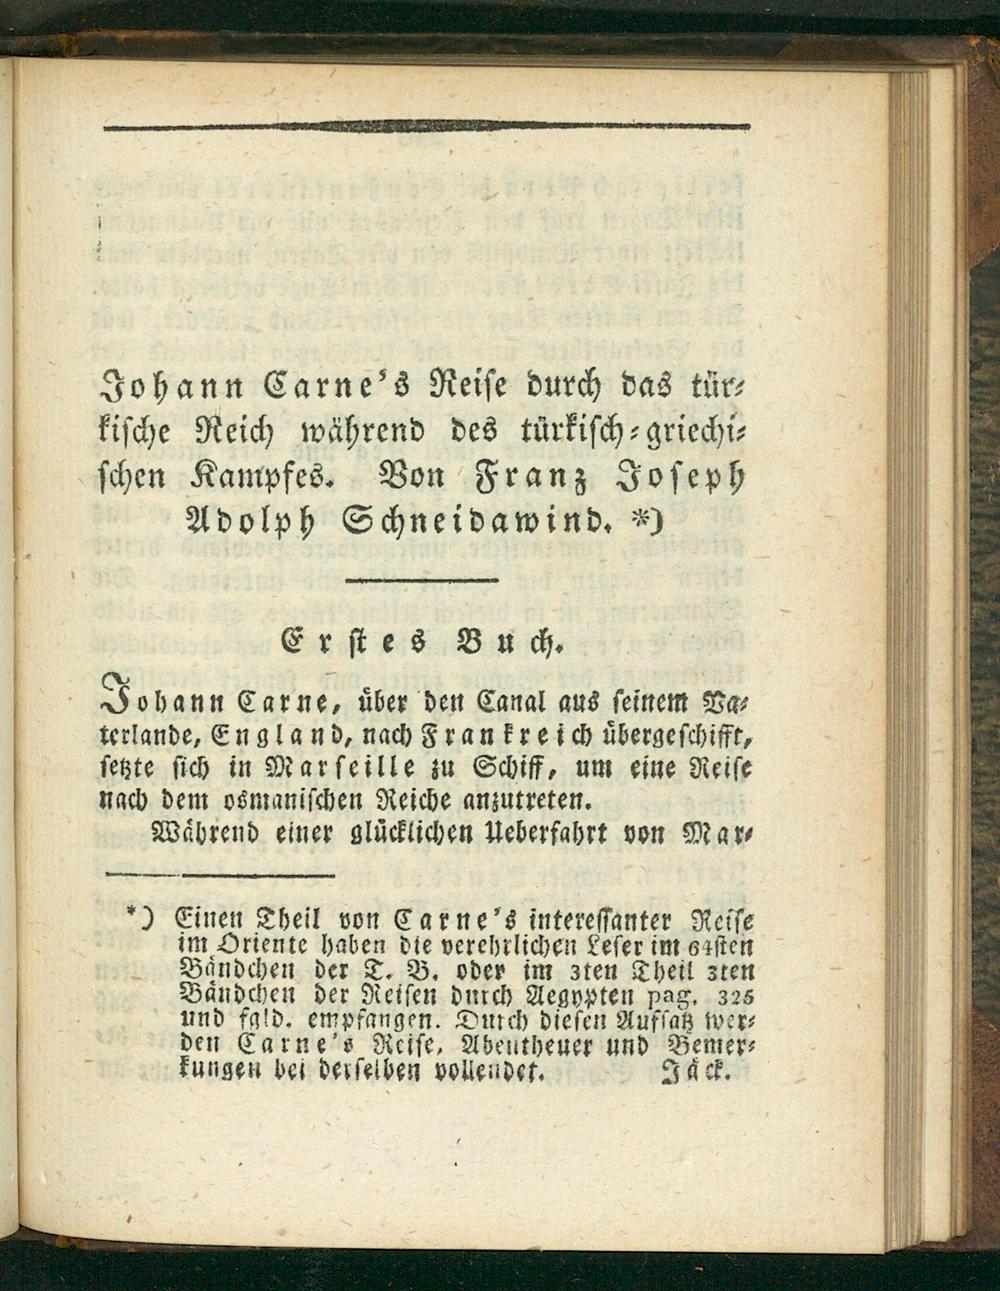 Johann Carne's Reise durch das tür-
kische Reich während des türkisch-griechi-
schen Kampfes. Von Franz Joseph
Adolph Schneidawind. *)
Erstes Buch.
Johann Carne, über den Canal aus seinem Va-
terlande, England, nach Frankreich übergeschifft,
setzte sich in Marseille zu Schiff, um eine Reise
nach dem osmanischen Reiche anzutreten.
Während einer glücklichen Ueberfahrt von Mar-
*) Einen Theil von Carne's interessanter Reise
im Oriente haben die verehrlichen Leser im 64sten
Bändchen der T. B. oder im 3ten Theil 3ten
Bändchen der Reisen durch Aegypten pag. 325
und fgld. empfangen. Durch diesen Aufsatz wer-
den Carne's Reise, Abentheuer und Bemer-
kungen bei derselben vollendet. Jäck.